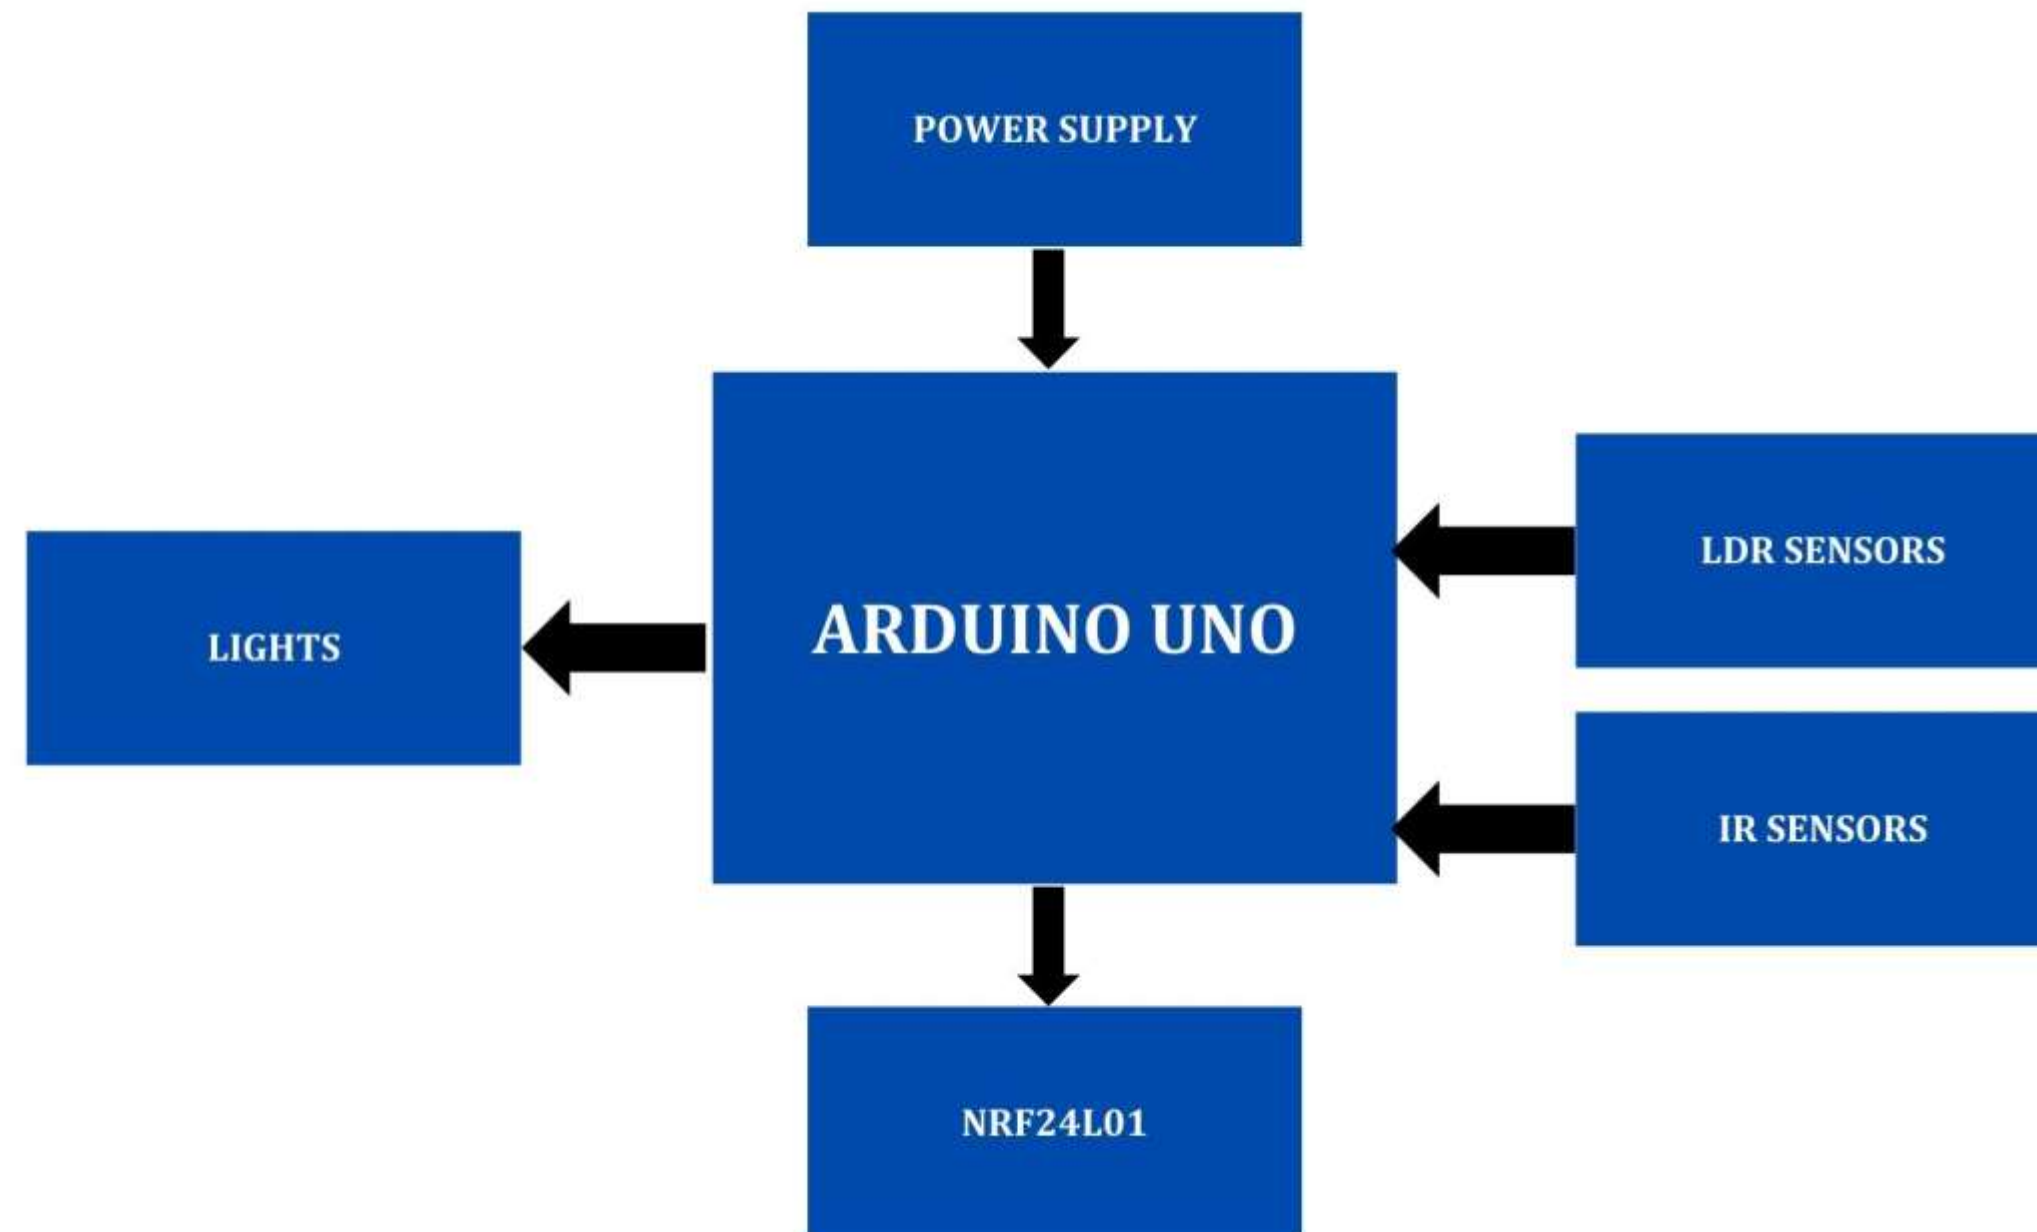 POWER SUPPLY
ARDUINO UNO
LDR SENSORS
LIGHTS
IR SENSORS
NRF24L01